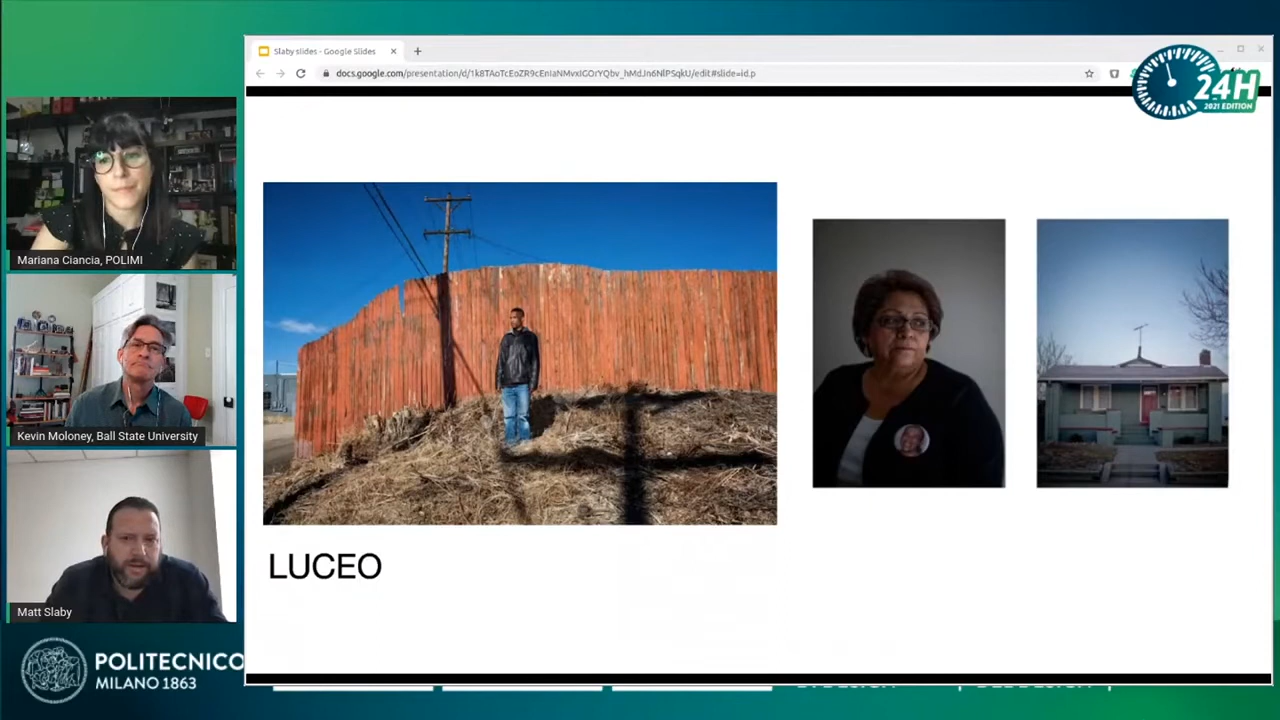 Slaby slides - Google Slides
docs.google.com/presentation/d/1k8TAoTcEoZR9cEnIaNMvxIGOrYQbv_hMdJn6NlPSqkU/edit#slide=id.p
24H
2021 EDITION
Mariana Ciancia, POLIMI
Kevin Moloney, Ball State University
LUCEO
Matt Slaby
POLITECNICO
MILANO 1863